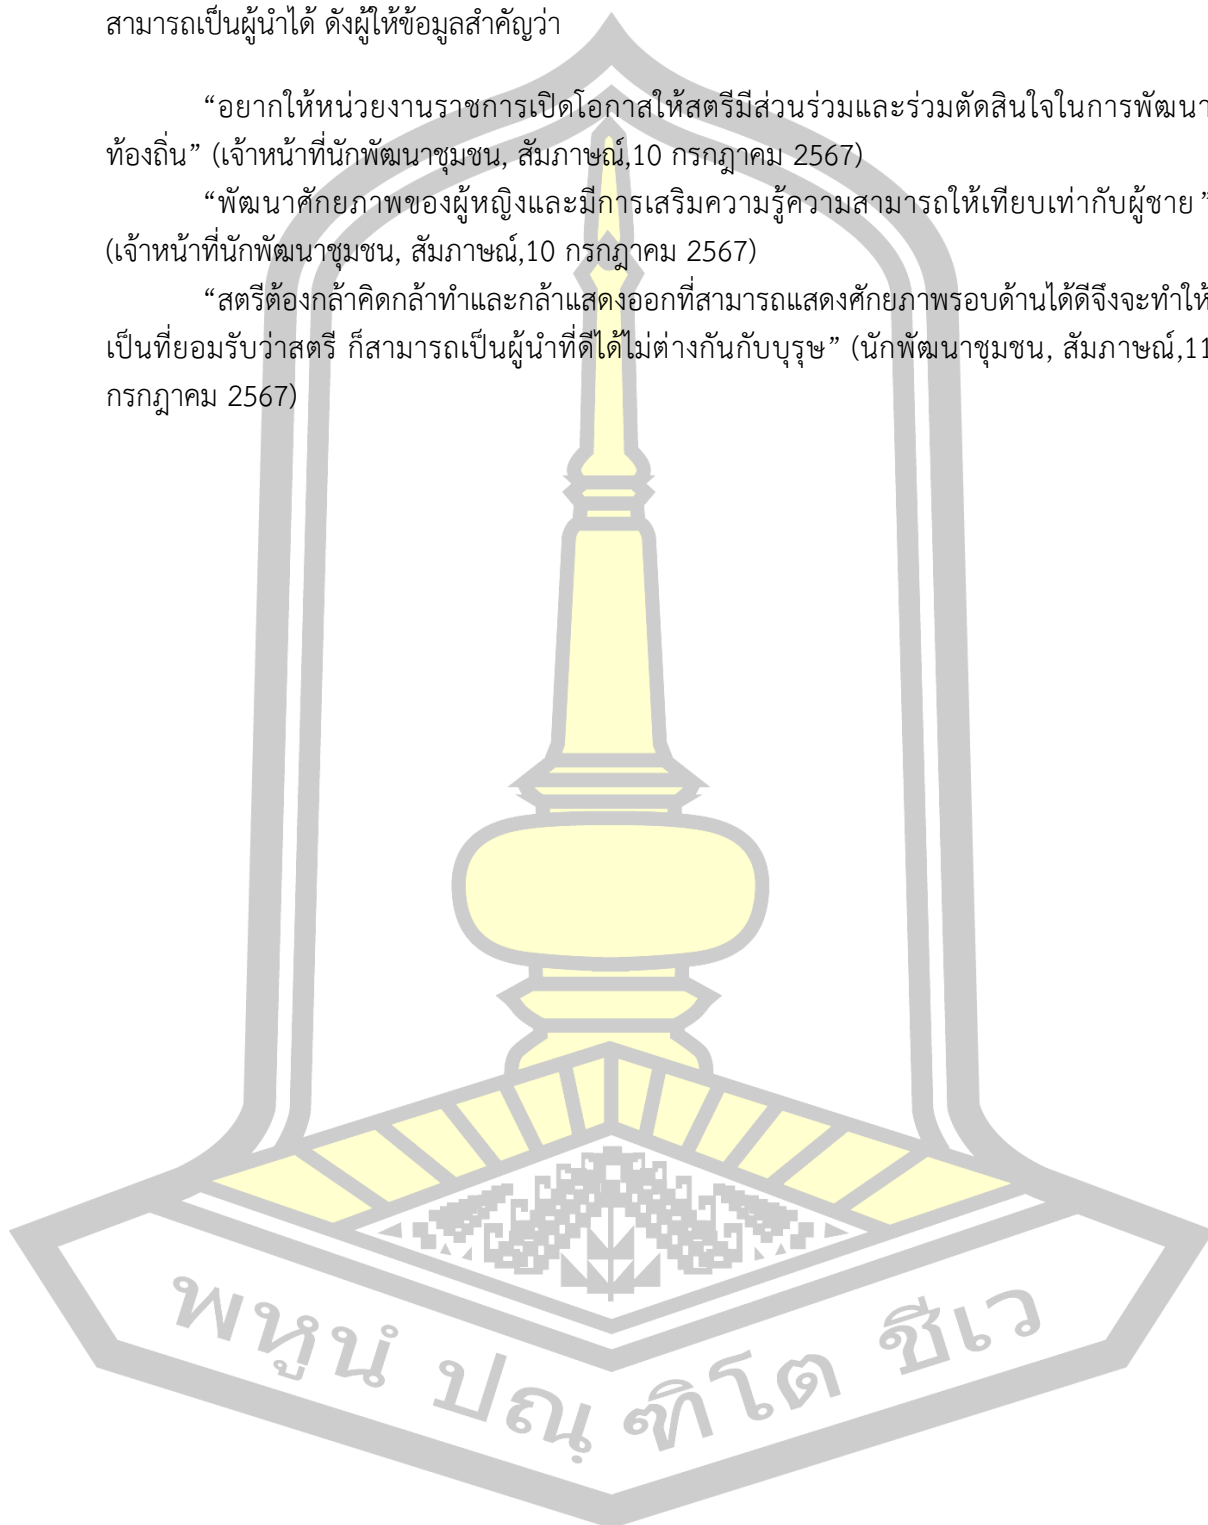 สามารถเป็นผู้นำได้ ดังผู้ให้ข้อมูลสำคัญว่า
“อยากให้หน่วยงานราชการเปิดโอกาสให้สตรีมีส่วนร่วมและร่วมตัดสินใจในการพัฒนา
ท้องถิ่น” (เจ้าหน้าที่นักพัฒนาชุมชน, สัมภาษณ์,10 กรกฎาคม 2567)
“พัฒนาศักยภาพของผู้หญิงและมีการเสริมความรู้ความสามารถให้เทียบเท่ากับผู้ชาย ”
(เจ้าหน้าที่นักพัฒนาชุมชน, สัมภาษณ์,10 กรกฎาคม 2567)
“สตรีต้องกล้าคิดกล้าทำและกล้าแสดงออกที่สามารถแสดงศักยภาพรอบด้านได้ดีจึงจะทำให้
เป็นที่ยอมรับว่าสตรี ก็สามารถเป็นผู้นำที่ดีได้ไม่ต่างกันกับบุรุษ” (นักพัฒนาชุมชน, สัมภาษณ์,11
กรกฎาคม 2567)
พหูนํ ปณฺ ฑิโต ชีเว